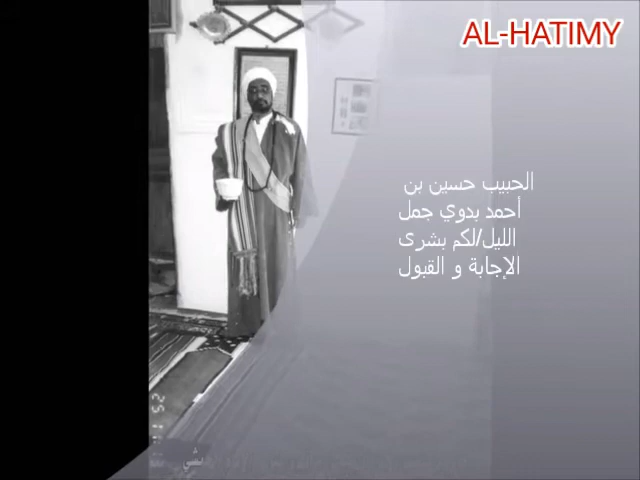 AL-HATIMY
الحبيب حسين بن
أحمد بدوي جمل
الليل/لكم بشرى
الإجابة و القبول